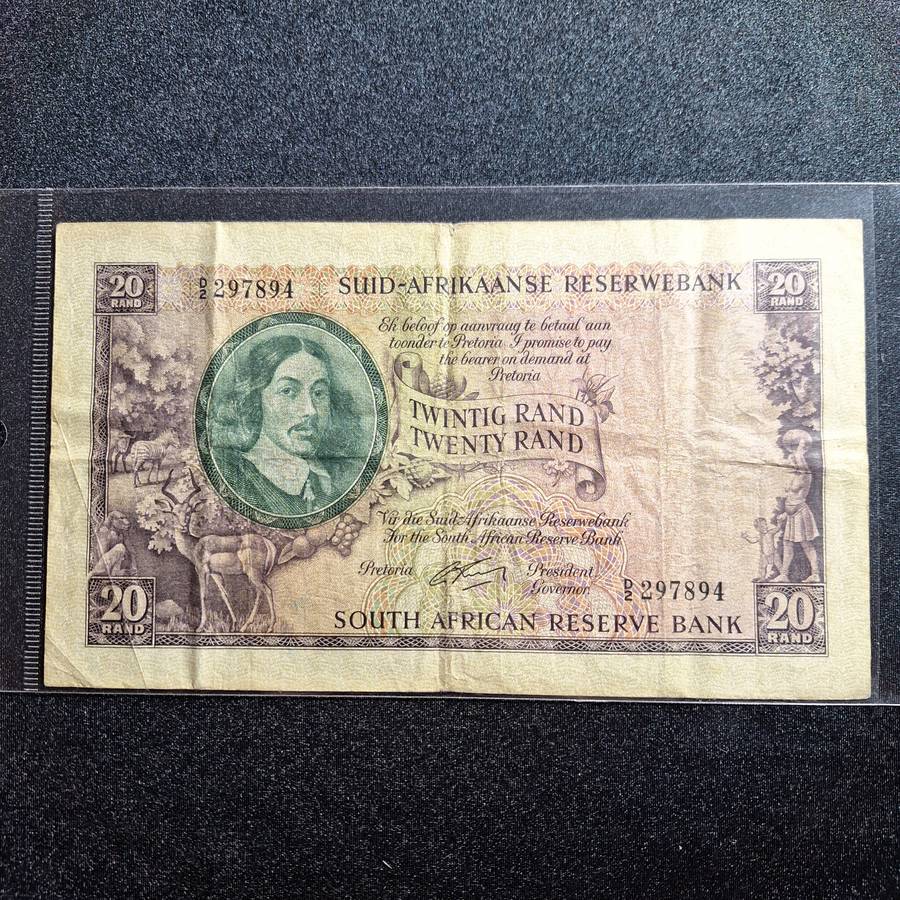 20 RAND
D/2 297894 SUID-AFRIKAANSE RESERWEBANK
20 RAND
Ek beloof op aanvraag te betaal aan
toonder te Pretoria I promise to pay
the bearer on demand at
Pretoria
TWINTIG RAND
TWENTY RAND
Vir die Suid-Afrikaanse Reserwebank
For the South African Reserve Bank
Pretoria President
Governor
D/2 297894
20 RAND
SOUTH AFRICAN RESERVE BANK
20 RAND